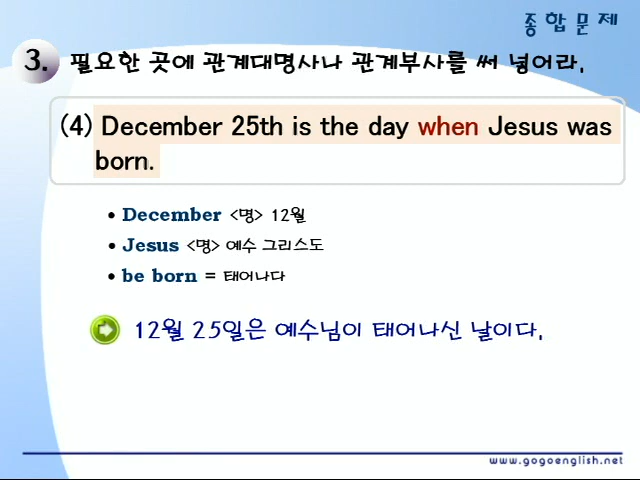 종합문제
3. 필요한 곳에 관계대명사나 관계부사를 써 넣어라.
(4) December 25th is the day when Jesus was
born.
• December <명> 12월
• Jesus <명> 예수 그리스도
• be born = 태어나다
12월 25일은 예수님이 태어나신 날이다.
www.gogoenglish.net